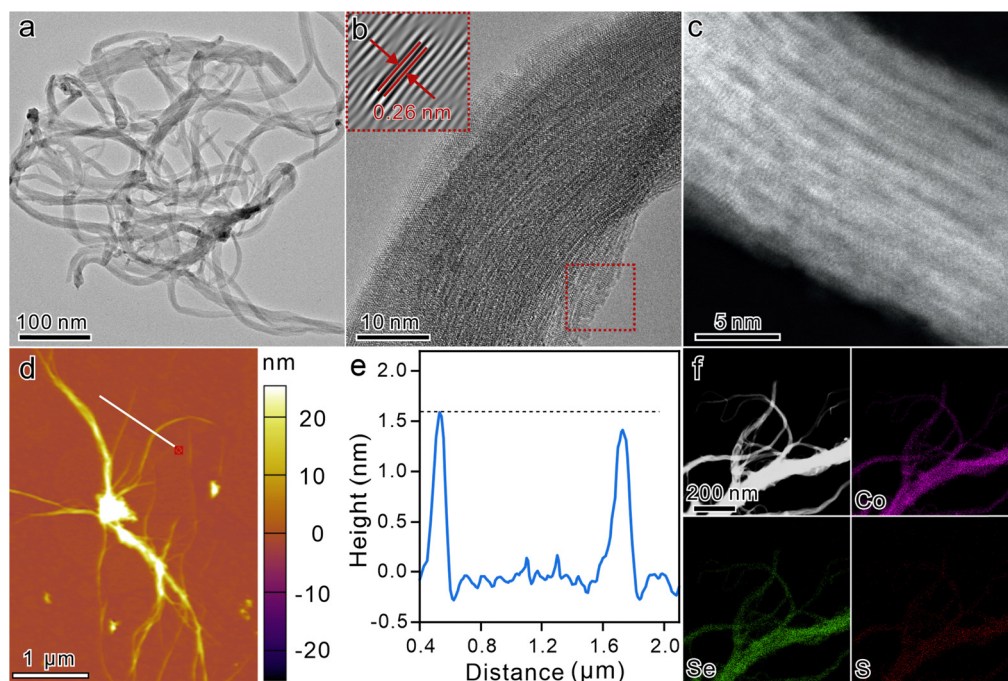 a
100 nm
b
0.26 nm
10 nm
c
5 nm
d
nm
20
10
0
-10
-20
1 μm
e
Height (nm)
1.5
1.0
0.5
0.0
-0.5
0.4
0.8
1.2
1.6
2.0
Distance (μm)
f
200 nm
Co
Se
S